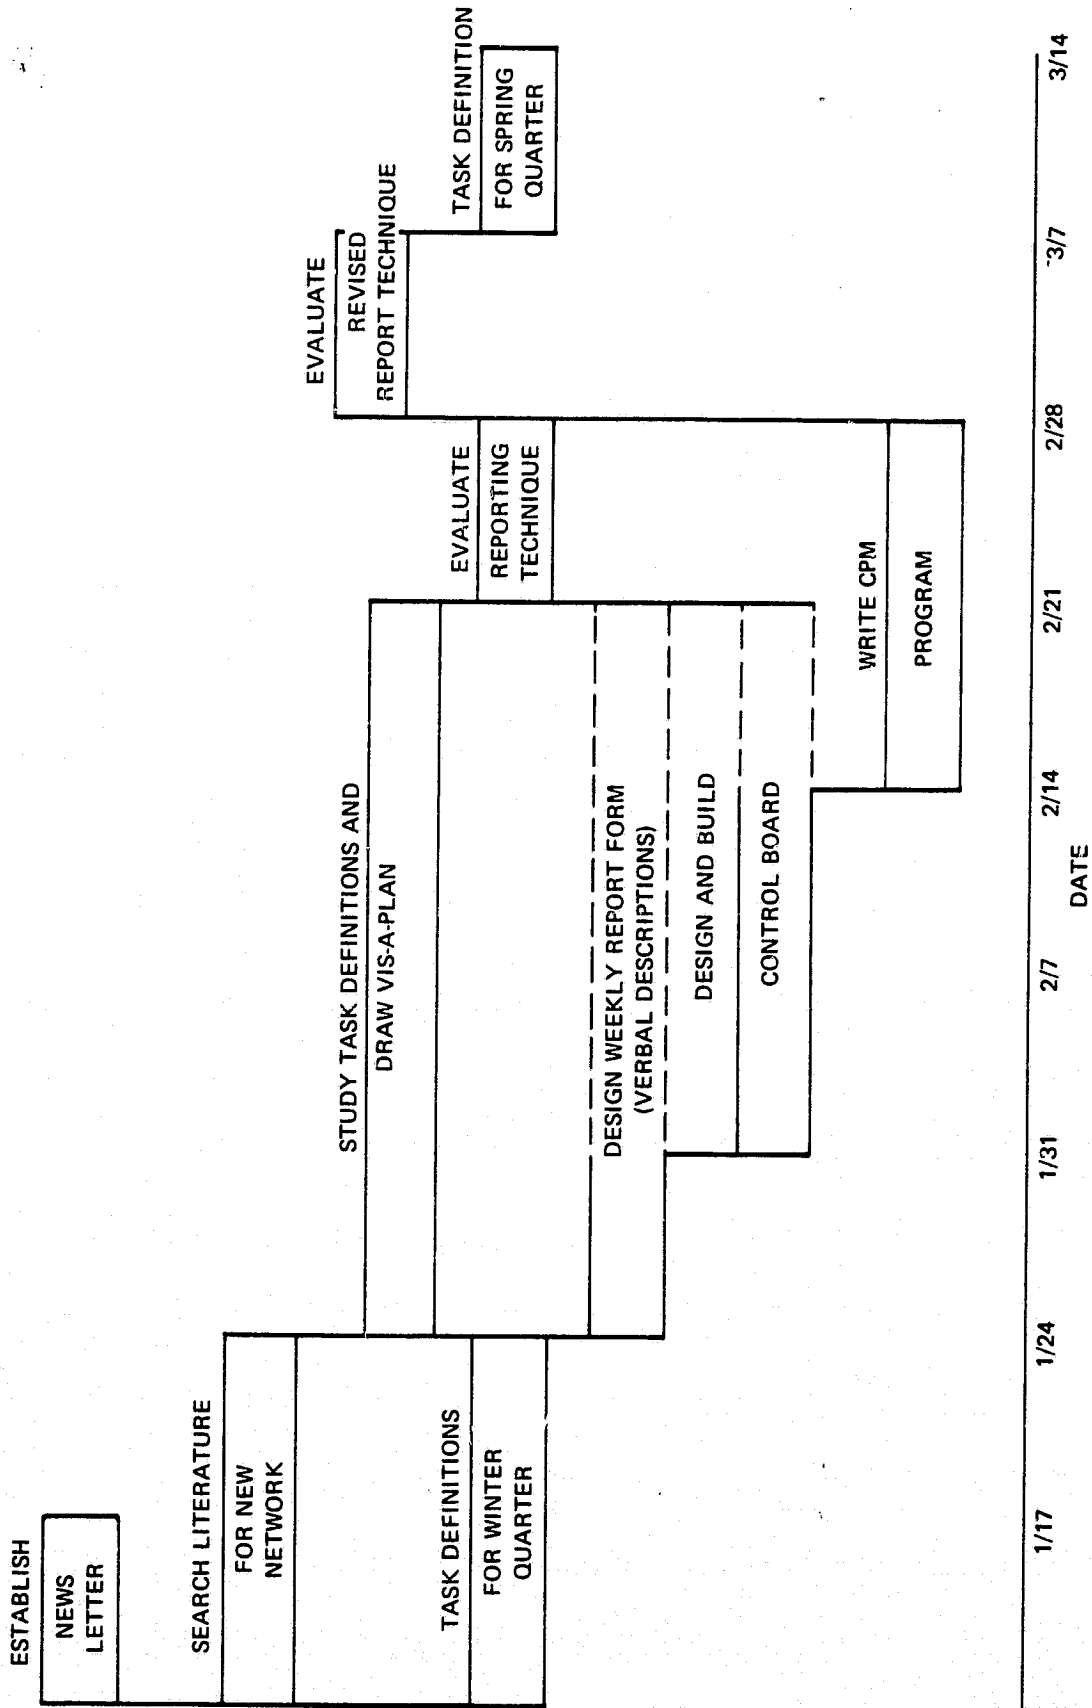 ESTABLISH
NEWS
LETTER
SEARCH LITERATURE
FOR NEW
NETWORK
TASK DEFINITIONS
FOR WINTER
QUARTER
STUDY TASK DEFINITIONS AND
DRAW VIS-A-PLAN
DESIGN WEEKLY REPORT FORM
(VERBAL DESCRIPTIONS)
DESIGN AND BUILD
CONTROL BOARD
WRITE CPM
PROGRAM
EVALUATE
REPORTING
TECHNIQUE
EVALUATE
REVISED
REPORT TECHNIQUE
TASK DEFINITION
FOR SPRING
QUARTER
1/17
1/24
1/31
2/7
2/14
2/21
2/28
3/7
3/14
DATE